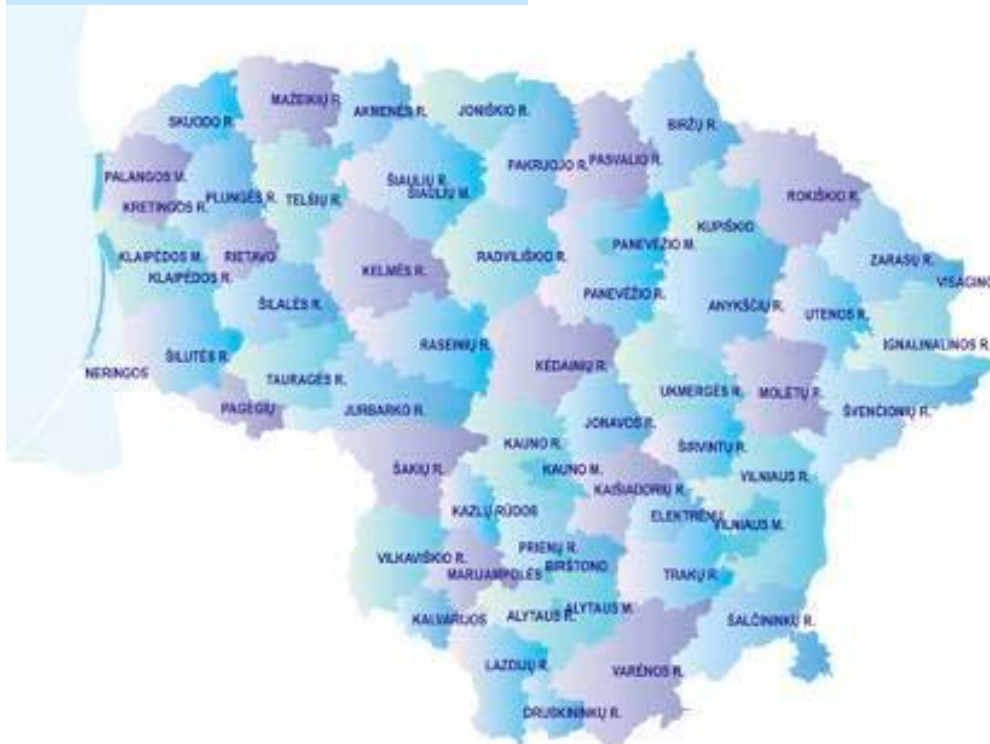 MAŽEIKIŲ R.
AKMENĖS R.
JONIŠKIO R.
SKUODO R.
BIRŽŲ R.
PALANGOS M.
PLUNGĖS R.
TELŠIŲ R.
ŠIAULIŲ R.
ŠIAULIŲ M.
PAKRUOJO R.
PASVALIO R.
ROKIŠKIO R.
KRETINGOS R.
KUPIŠKIO
KLAIPĖDOS M.
RIETAVO
KELMĖS R.
RADVILIŠKIO R.
PANEVĖŽIO M.
ZARASŲ R.
KLAIPĖDOS R.
VISAGINO
ŠILALĖS R.
PANEVĖŽIO R.
ANYKŠČIŲ R.
UTENOS R.
ŠILUTĖS R.
RASEINIŲ R.
IGNALINALINOS R.
NERINGOS
TAURAGĖS R.
KĖDAINIŲ R.
UKMERGĖS R.
MOLĖTŲ R.
PAGĖGIŲ
JURBARKO R.
JONAVOS R.
ŠVENČIONIŲ R.
KAUNO R.
ŠIRVINTŲ R.
ŠAKIŲ R.
KAUNO M.
KAIŠIADORIŲ R.
VILNIAUS R.
KAZLŲ RŪDOS
ELEKTRĖNŲ
VILNIAUS M.
VILKAVIŠKIO R.
PRIENŲ R.
BIRŠTONO
MARIJAMPOLĖS
TRAKŲ R.
KALVARIJOS
ALYTAUS R.
ALYTAUS M.
ŠALČININKŲ R.
LAZDIJŲ R.
VARĖNOS R.
DRUSKININKŲ R.